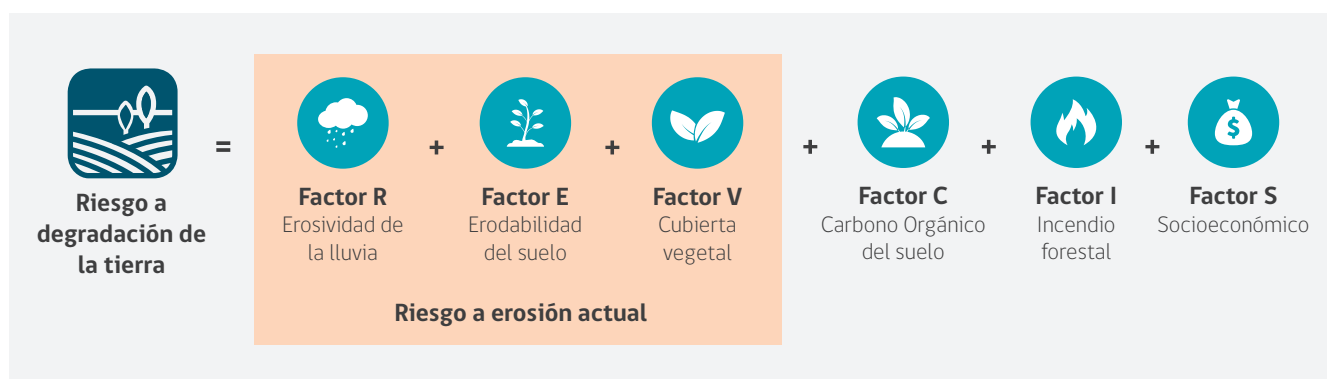 Riesgo a
degradación de
la tierra
=
Factor R
Erosividad de
la lluvia
+
Factor E
Erodabilidad
del suelo
+
Factor V
Cubierta
vegetal
Riesgo a erosión actual
+
Factor C
Carbono Orgánico
del suelo
+
Factor I
Incendio
forestal
+
$
Factor S
Socioeconómico